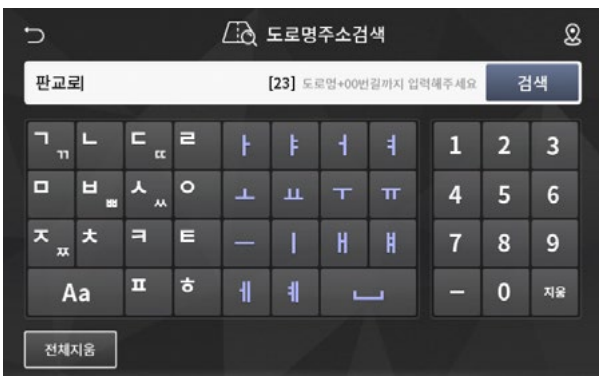 도로명주소검색
판교로 [23] 도로명+00번길까지 입력해주세요 검색
ㄱ ㄲ ㄴ ㄷ ㄸ ㄹ ㅏ ㅑ ㅓ ㅕ 1 2 3
ㅁ ㅂ ㅃ ㅅ ㅆ ㅇ ㅗ ㅛ ㅜ ㅠ 4 5 6
ㅈ ㅉ ㅊ ㅋ ㅌ ㅡ ㅣ ㅐ ㅒ 7 8 9
Aa ㅍ ㅎ ㅔ ㅖ - 0 지움
전체지움